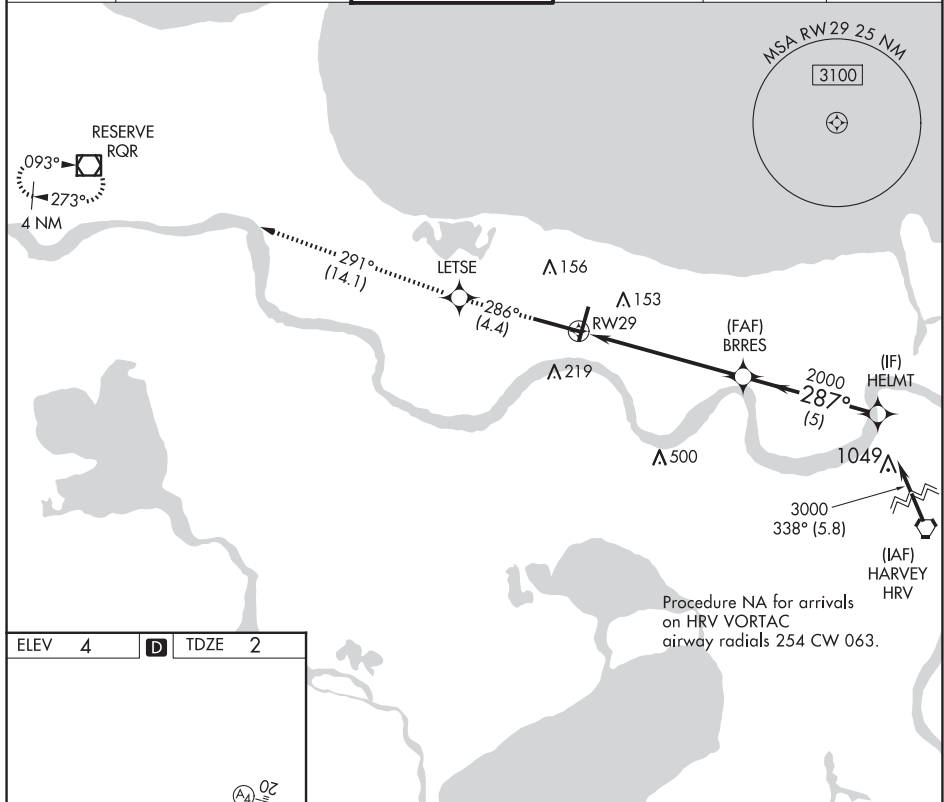 MSA RW29 25 NM
3100
RESERVE
RQR
093°
273°
4 NM
291°
(14.1)
LETSE
286°
(4.4)
156
153
RW29
219
(FAF)
BRRES
(IF)
HELMT
2000
287°
(5)
500
1049
3000
338° (5.8)
(IAF)
HARVEY
HRV
Procedure NA for arrivals
on HRV VORTAC
airway radials 254 CW 063.
ELEV 4 D TDZE 2
A4
20